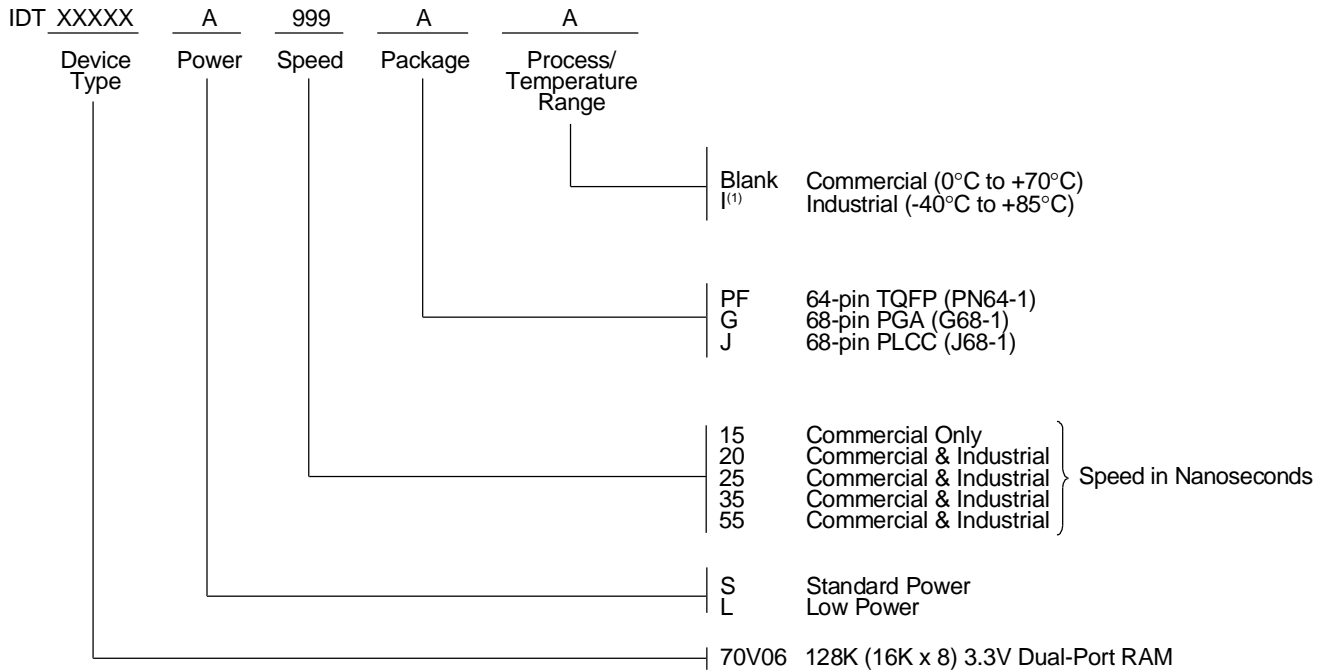 IDT XXXXX A 999 A A
Device Type Power Speed Package Process/ Temperature Range
Blank Commercial (0°C to +70°C)
I(1) Industrial (-40°C to +85°C)
PF 64-pin TQFP (PN64-1)
G 68-pin PGA (G68-1)
J 68-pin PLCC (J68-1)
15 Commercial Only
20 Commercial & Industrial
25 Commercial & Industrial
35 Commercial & Industrial
55 Commercial & Industrial
Speed in Nanoseconds
S Standard Power
L Low Power
70V06 128K (16K x 8) 3.3V Dual-Port RAM